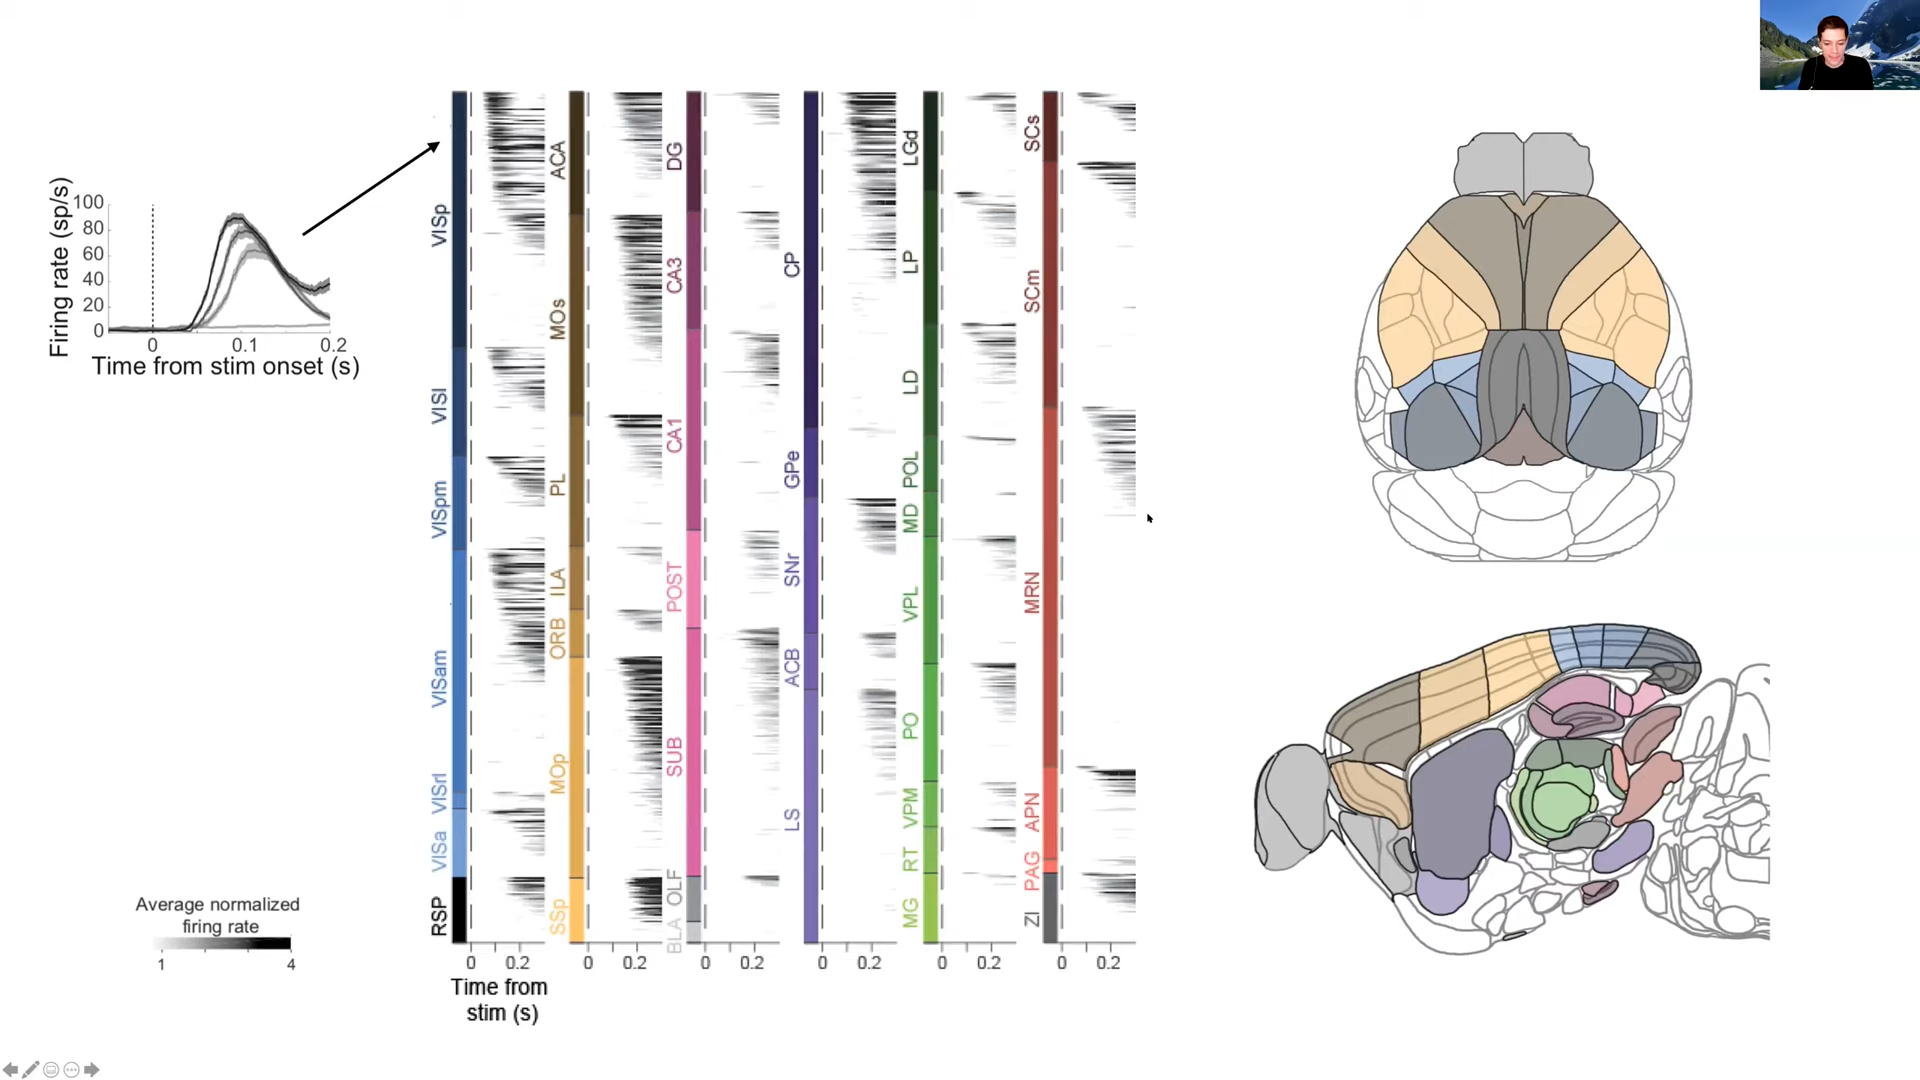 Firing rate (sp/s)
100
80
60
40
20
0
0
0.1
0.2
Time from stim onset (s)
Average normalized
firing rate
1
4
VISp
VISl
VISpm
VISam
VISrl
VISa
RSP
0
0.2
Time from
stim (s)
ACA
MOs
PL
ILA
ORB
MOp
SSp
0
0.2
DG
CA3
CA1
POST
SUB
OLF
BLA
0
0.2
CP
GPe
SNr
ACB
LS
0
0.2
LGd
LP
LD
POL
MD
VPL
PO
VPM
RT
MG
0
0.2
SCs
SCm
MRN
APN
PAG
ZI
0
0.2